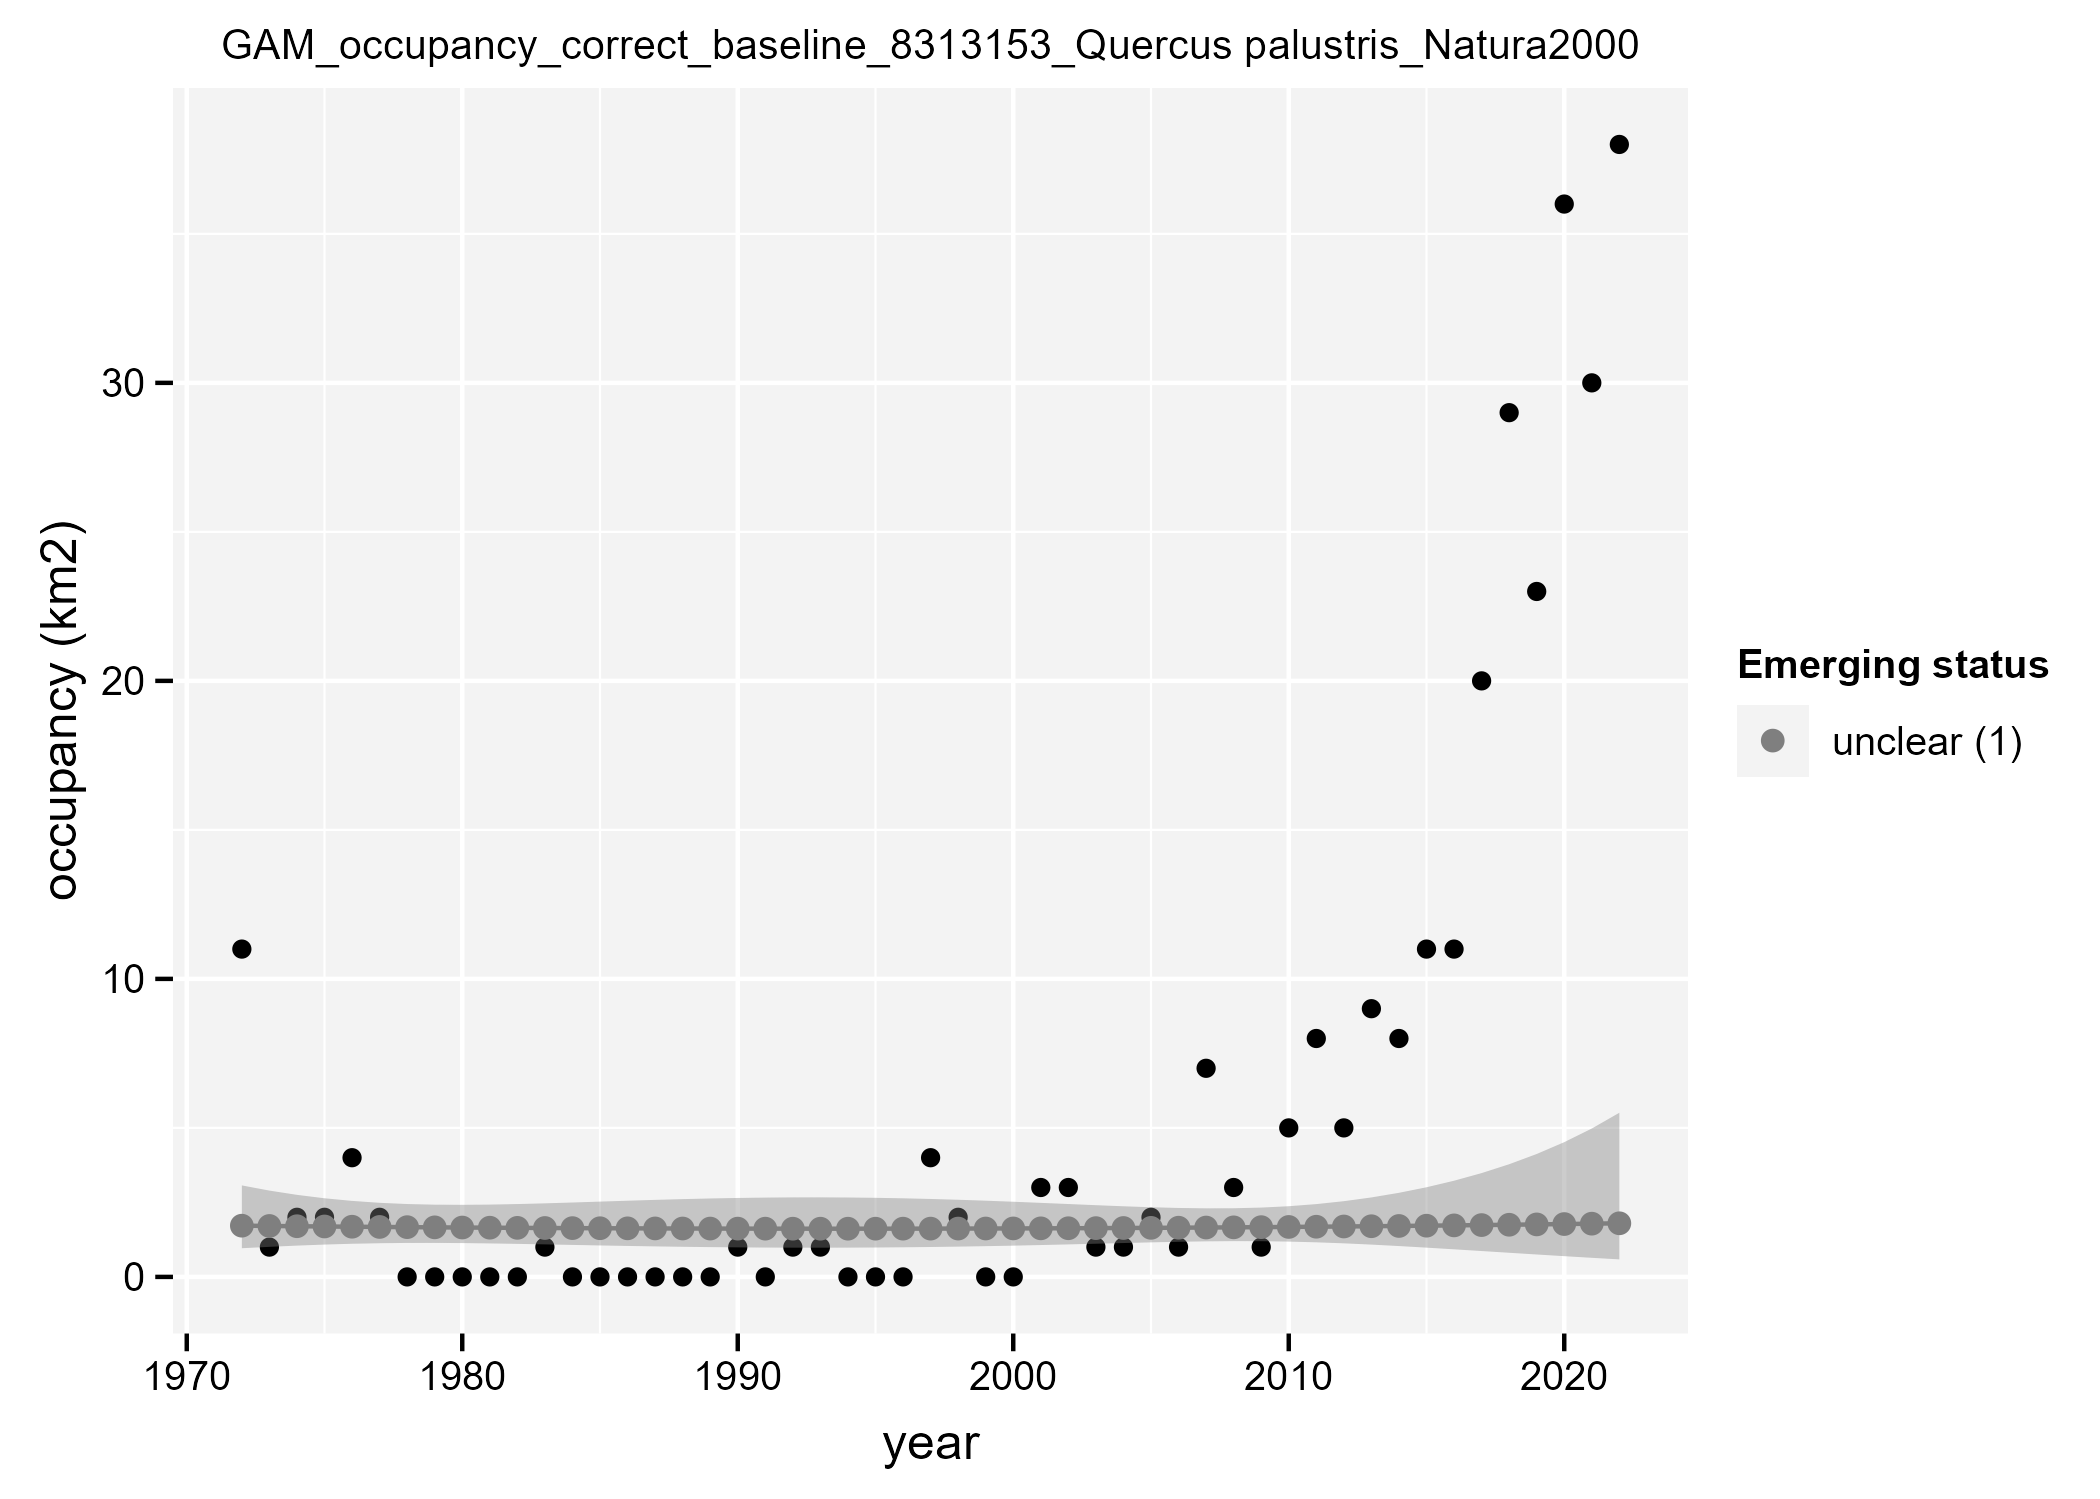 GAM_occupancy_correct_baseline_8313153_Quercus palustris_Natura2000
occupancy (km2)
30
20
10
0
1970 1980 1990 2000 2010 2020
year
Emerging status
unclear (1)